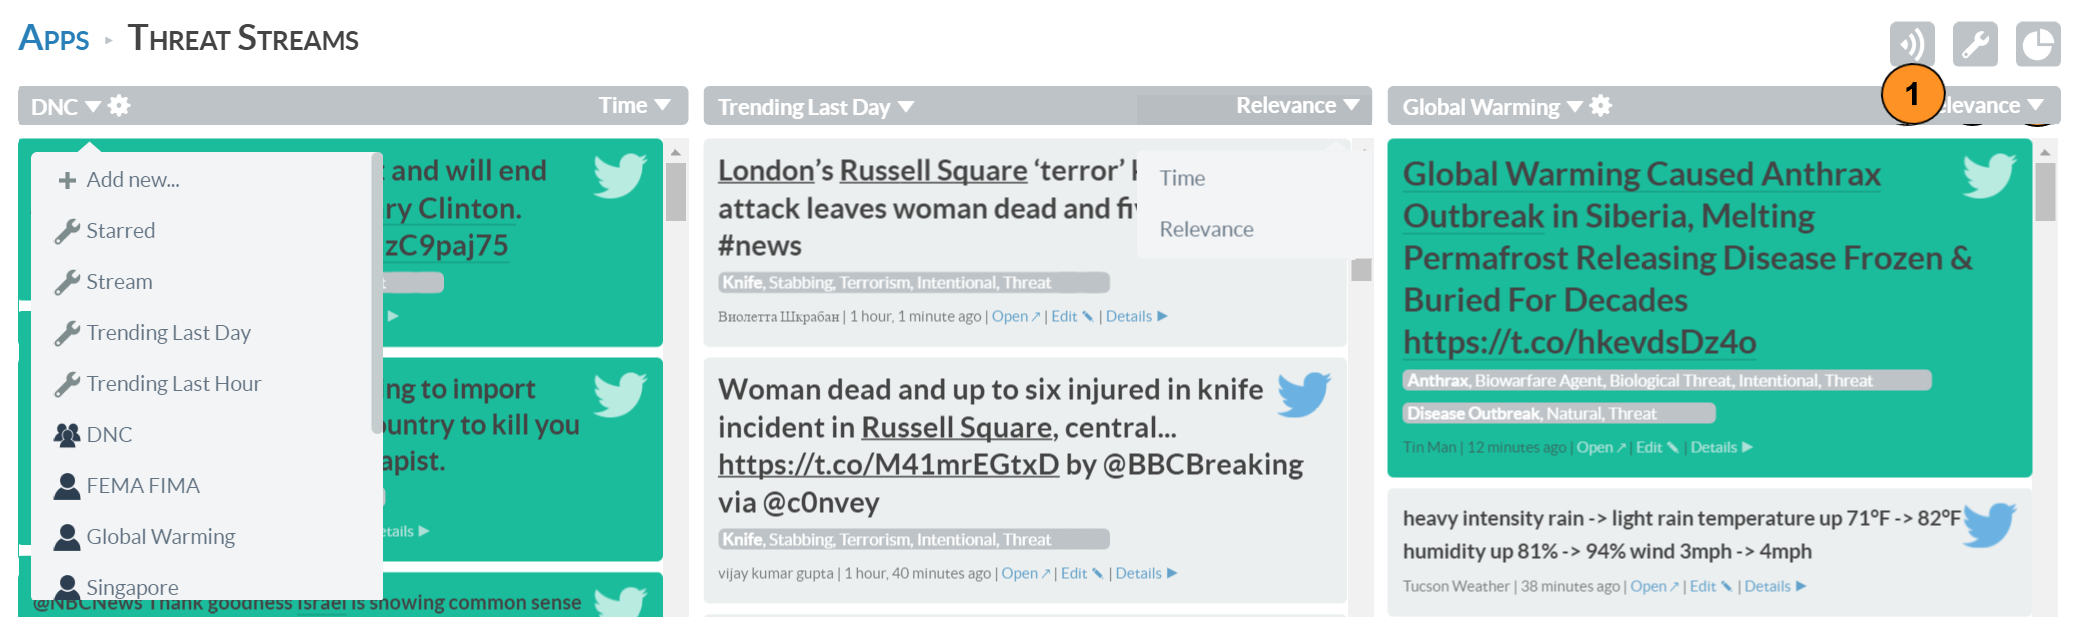 Apps ▸ Threat Streams
1
DNC ▼ Time ▼
Add new...
Starred
Stream
Trending Last Day
Trending Last Hour
DNC
FEMA FIMA
Global Warming
Singapore
and will end
ry Clinton.
zC9paj75
ng to import
ountry to kill you
apist.
etails ▶
@NBCNews Thank goodness Israel is showing common sense
Trending Last Day ▼ Relevance ▼
Time
Relevance
London’s Russell Square ‘terror’
attack leaves woman dead and
#news
Knife, Stabbing, Terrorism, Intentional, Threat
Виолетта Шкрабан | 1 hour, 1 minute ago | Open ↗ | Edit | Details ▶
Woman dead and up to six injured in knife
incident in Russell Square, central...
https://t.co/M41mrEGtxD by @BBCBreaking
via @c0nvey
Knife, Stabbing, Terrorism, Intentional, Threat
vijay kumar gupta | 1 hour, 40 minutes ago | Open ↗ | Edit | Details ▶
Global Warming ▼ elevance ▼
Global Warming Caused Anthrax
Outbreak in Siberia, Melting
Permafrost Releasing Disease Frozen &
Buried For Decades
https://t.co/hkevdsDz4o
Anthrax, Biowarfare Agent, Biological Threat, Intentional, Threat
Disease Outbreak, Natural, Threat
Tin Man | 12 minutes ago | Open ↗ | Edit | Details ▶
heavy intensity rain -> light rain temperature up 71°F -> 82°F
humidity up 81% -> 94% wind 3mph -> 4mph
Tucson Weather | 38 minutes ago | Open ↗ | Edit | Details ▶